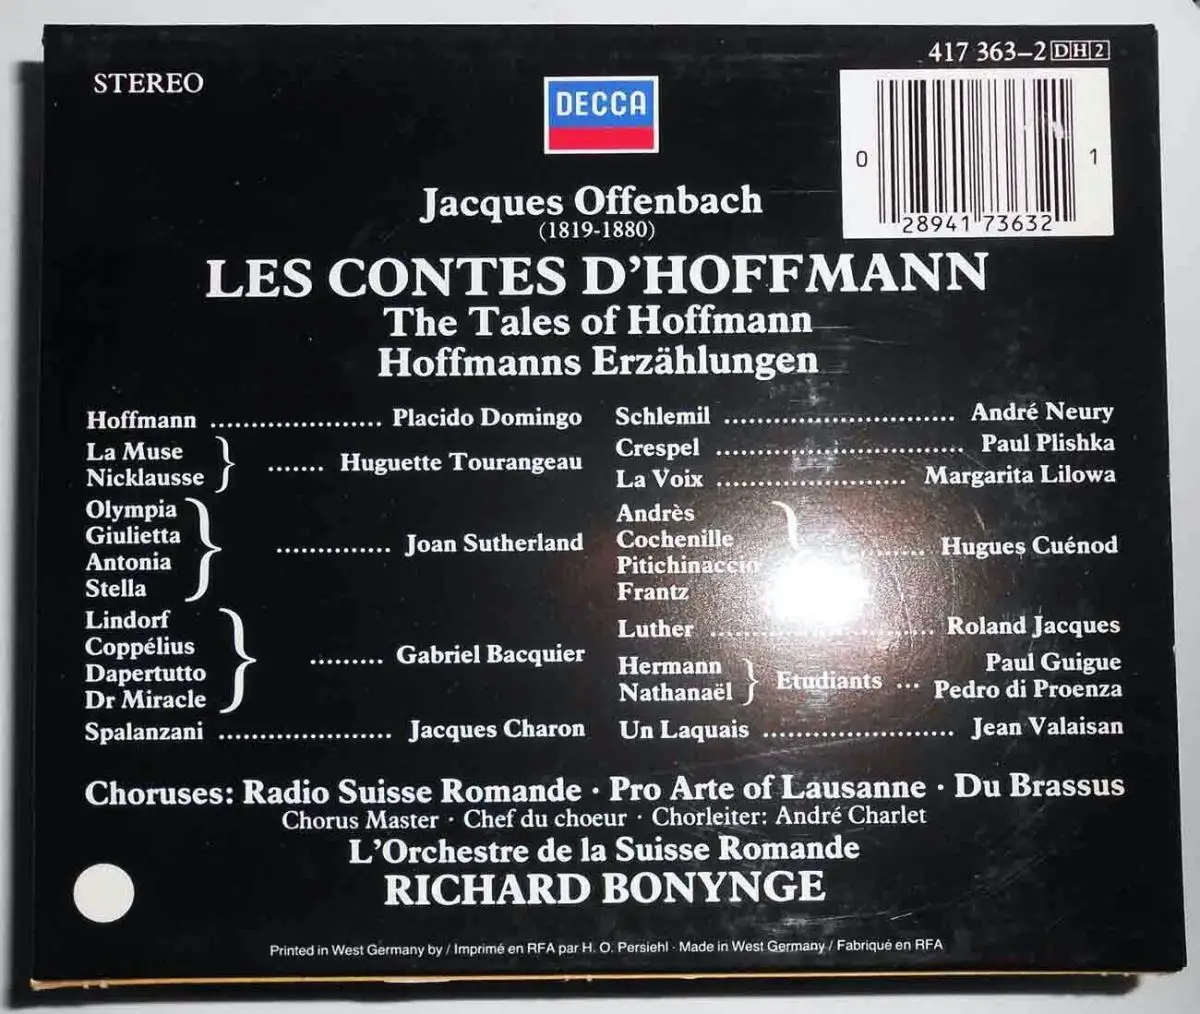 417 363-2 DH2
STEREO
DECCA
0 28941 73632 1
Jacques Offenbach
(1819-1880)
LES CONTES D'HOFFMANN
The Tales of Hoffmann
Hoffmanns Erzählungen
Hoffmann .................... Placido Domingo
La Muse
Nicklausse
} ....... Huguette Tourangeau
Olympia
Giulietta
Antonia
Stella
} .............. Joan Sutherland
Lindorf
Coppélius
Dapertutto
Dr Miracle
} ......... Gabriel Bacquier
Spalanzani ..................... Jacques Charon
Schlemil ............................ André Neury
Crespel .............................. Paul Plishka
La Voix ....................... Margarita Lilowa
Andrès
Cochenille
Pitichinaccio
Frantz
} ........ Hugues Cuénod
Luther ........................... Roland Jacques
Hermann
Nathanaël
} Etudiants ... Paul Guigue
Pedro di Proenza
Un Laquais ....................... Jean Valaisan
Choruses: Radio Suisse Romande · Pro Arte of Lausanne · Du Brassus
Chorus Master · Chef du choeur · Chorleiter: André Charlet
L'Orchestre de la Suisse Romande
RICHARD BONYNGE
Printed in West Germany by / Imprimé en RFA par H. O. Persiehl · Made in West Germany / Fabriqué en RFA